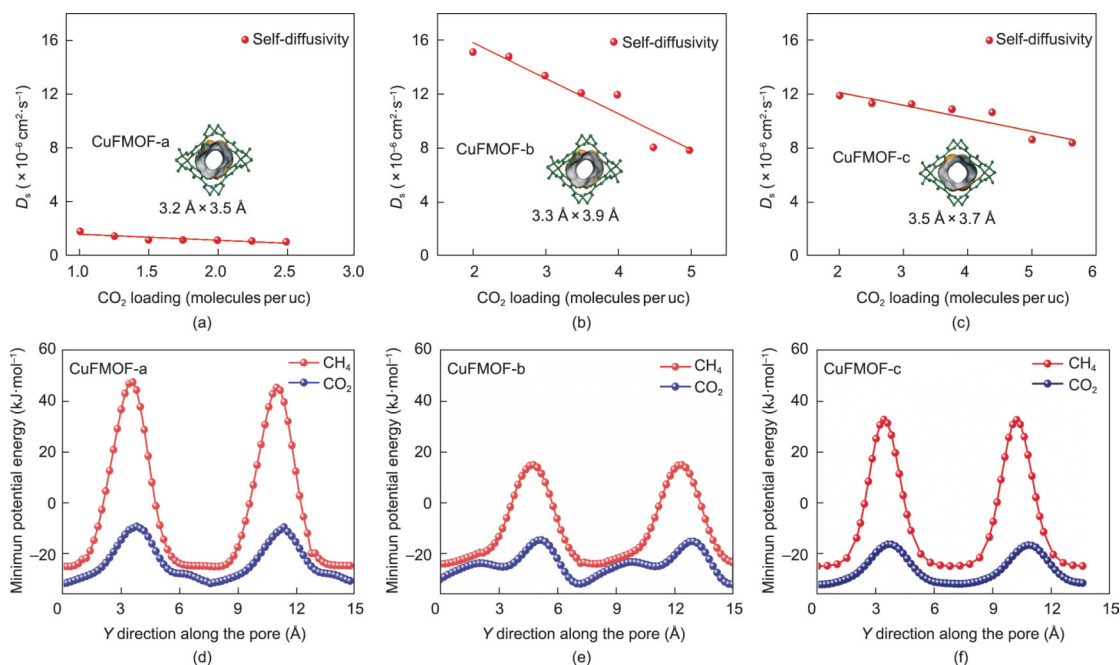 16
12
8
4
0
D_s (× 10⁻⁶ cm²·s⁻¹)
Self-diffusivity
CuFMOF-a
3.2 Å × 3.5 Å
1.0 1.5 2.0 2.5 3.0
CO₂ loading (molecules per uc)
(a)
16
12
8
4
0
D_s (× 10⁻⁶ cm²·s⁻¹)
Self-diffusivity
CuFMOF-b
3.3 Å × 3.9 Å
2 3 4 5
CO₂ loading (molecules per uc)
(b)
16
12
8
4
0
D_s (× 10⁻⁶ cm²·s⁻¹)
Self-diffusivity
CuFMOF-c
3.5 Å × 3.7 Å
2 3 4 5 6
CO₂ loading (molecules per uc)
(c)
60
40
20
0
−20
Minimun potential energy (kJ·mol⁻¹)
CuFMOF-a
CH₄
CO₂
0 3 6 9 12 15
Y direction along the pore (Å)
(d)
60
40
20
0
−20
Minimun potential energy (kJ·mol⁻¹)
CuFMOF-b
CH₄
CO₂
0 3 6 9 12 15
Y direction along the pore (Å)
(e)
60
40
20
0
−20
Minimun potential energy (kJ·mol⁻¹)
CuFMOF-c
CH₄
CO₂
0 3 6 9 12 15
Y direction along the pore (Å)
(f)